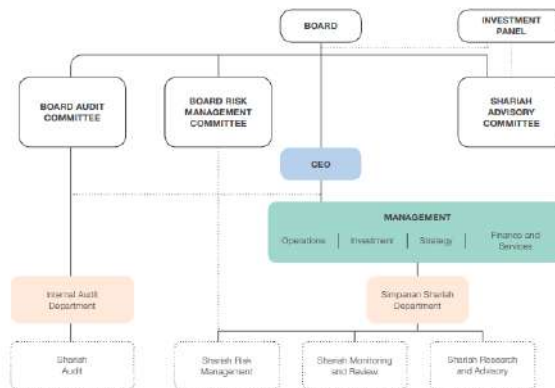 BOARD
INVESTMENT
PANEL
BOARD AUDIT
COMMITTEE
BOARD RISK
MANAGEMENT
COMMITTEE
SHARIAH
ADVISORY
COMMITTEE
CEO
MANAGEMENT
Operations
Investment
Strategy
Finance and
Services
Internal Audit
Department
Simpanan Shariah
Department
Shariah
Audit
Shariah Risk
Management
Shariah Monitoring
and Review
Shariah Research
and Advisory